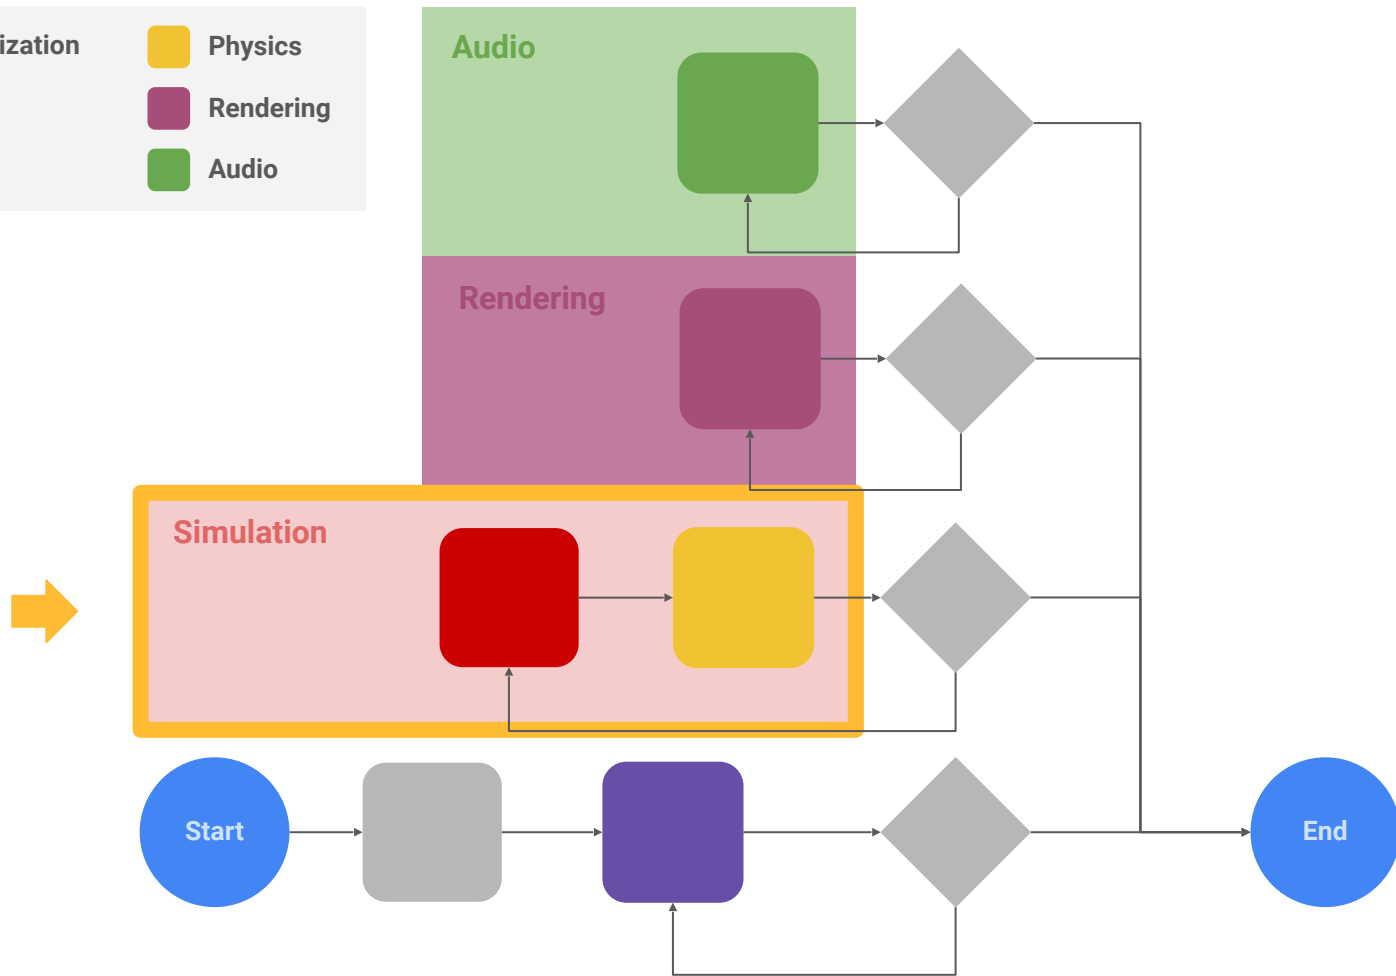 ization
Physics
Rendering
Audio
Audio
Rendering
Simulation
Start
End